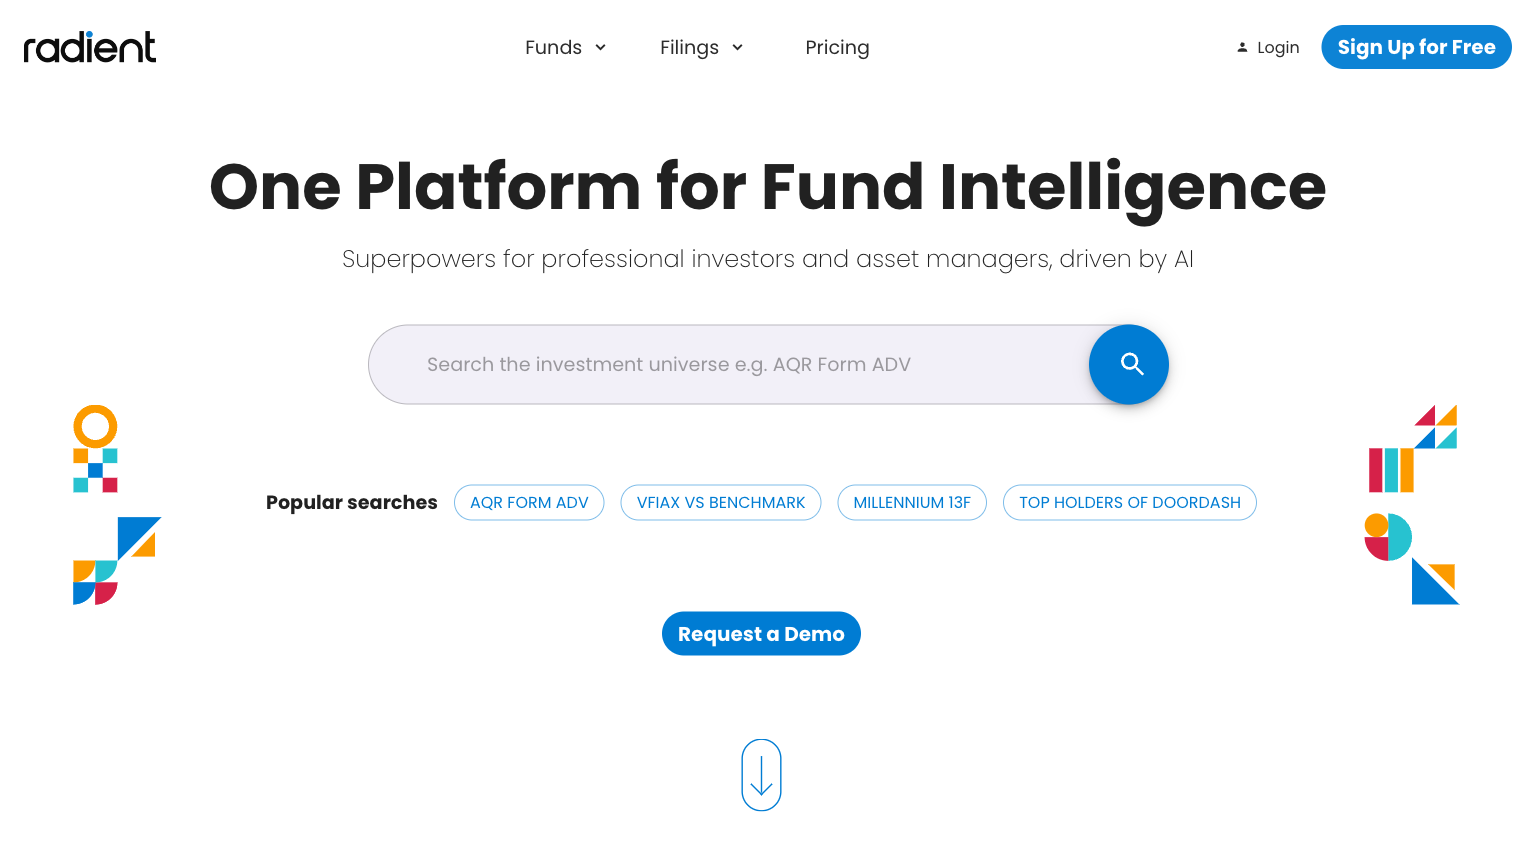 radient
Funds
Filings
Pricing
Login
Sign Up for Free
One Platform for Fund Intelligence
Superpowers for professional investors and asset managers, driven by AI
Search the investment universe e.g. AQR Form ADV
Popular searches
AQR FORM ADV
VFIAX VS BENCHMARK
MILLENNIUM 13F
TOP HOLDERS OF DOORDASH
Request a Demo